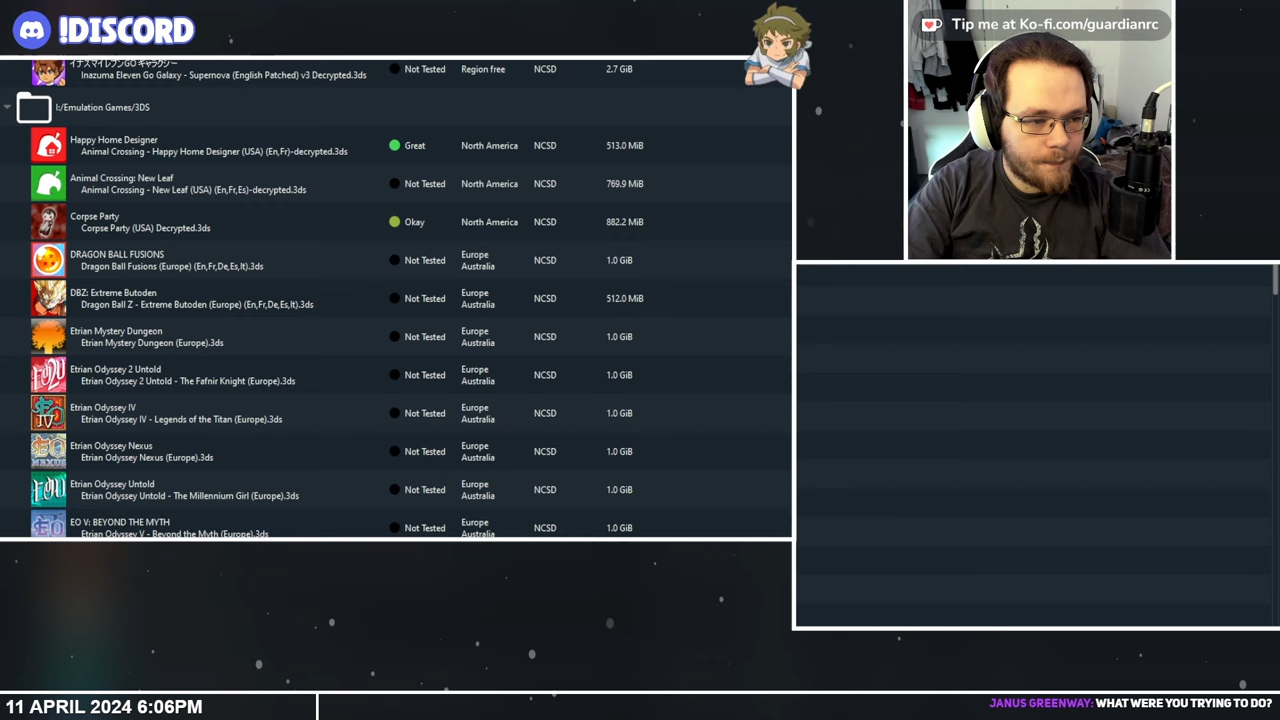 !DISCORD
Tip me at Ko-fi.com/guardianrc
イナズマイレブンGO ギャラクシー
Inazuma Eleven Go Galaxy - Supernova (English Patched) v3 Decrypted.3ds
Not Tested
Region free
NCSD
2.7 GiB
I:/Emulation Games/3DS
Happy Home Designer
Animal Crossing - Happy Home Designer (USA) (En,Fr)-decrypted.3ds
Great
North America
NCSD
513.0 MiB
Animal Crossing: New Leaf
Animal Crossing - New Leaf (USA) (En,Fr,Es)-decrypted.3ds
Not Tested
North America
NCSD
769.9 MiB
Corpse Party
Corpse Party (USA) Decrypted.3ds
Okay
North America
NCSD
882.2 MiB
DRAGON BALL FUSIONS
Dragon Ball Fusions (Europe) (En,Fr,De,Es,It).3ds
Not Tested
Europe
Australia
NCSD
1.0 GiB
DBZ: Extreme Butoden
Dragon Ball Z - Extreme Butoden (Europe) (En,Fr,De,Es,It).3ds
Not Tested
Europe
Australia
NCSD
512.0 MiB
Etrian Mystery Dungeon
Etrian Mystery Dungeon (Europe).3ds
Not Tested
Europe
Australia
NCSD
1.0 GiB
Etrian Odyssey 2 Untold
Etrian Odyssey 2 Untold - The Fafnir Knight (Europe).3ds
Not Tested
Europe
Australia
NCSD
1.0 GiB
Etrian Odyssey IV
Etrian Odyssey IV - Legends of the Titan (Europe).3ds
Not Tested
Europe
Australia
NCSD
1.0 GiB
Etrian Odyssey Nexus
Etrian Odyssey Nexus (Europe).3ds
Not Tested
Europe
Australia
NCSD
1.0 GiB
Etrian Odyssey Untold
Etrian Odyssey Untold - The Millennium Girl (Europe).3ds
Not Tested
Europe
Australia
NCSD
1.0 GiB
EO V: BEYOND THE MYTH
Etrian Odyssey V - Beyond the Myth (Europe).3ds
Not Tested
Europe
Australia
NCSD
1.0 GiB
11 APRIL 2024 6:06PM
JANUS GREENWAY: WHAT WERE YOU TRYING TO DO?